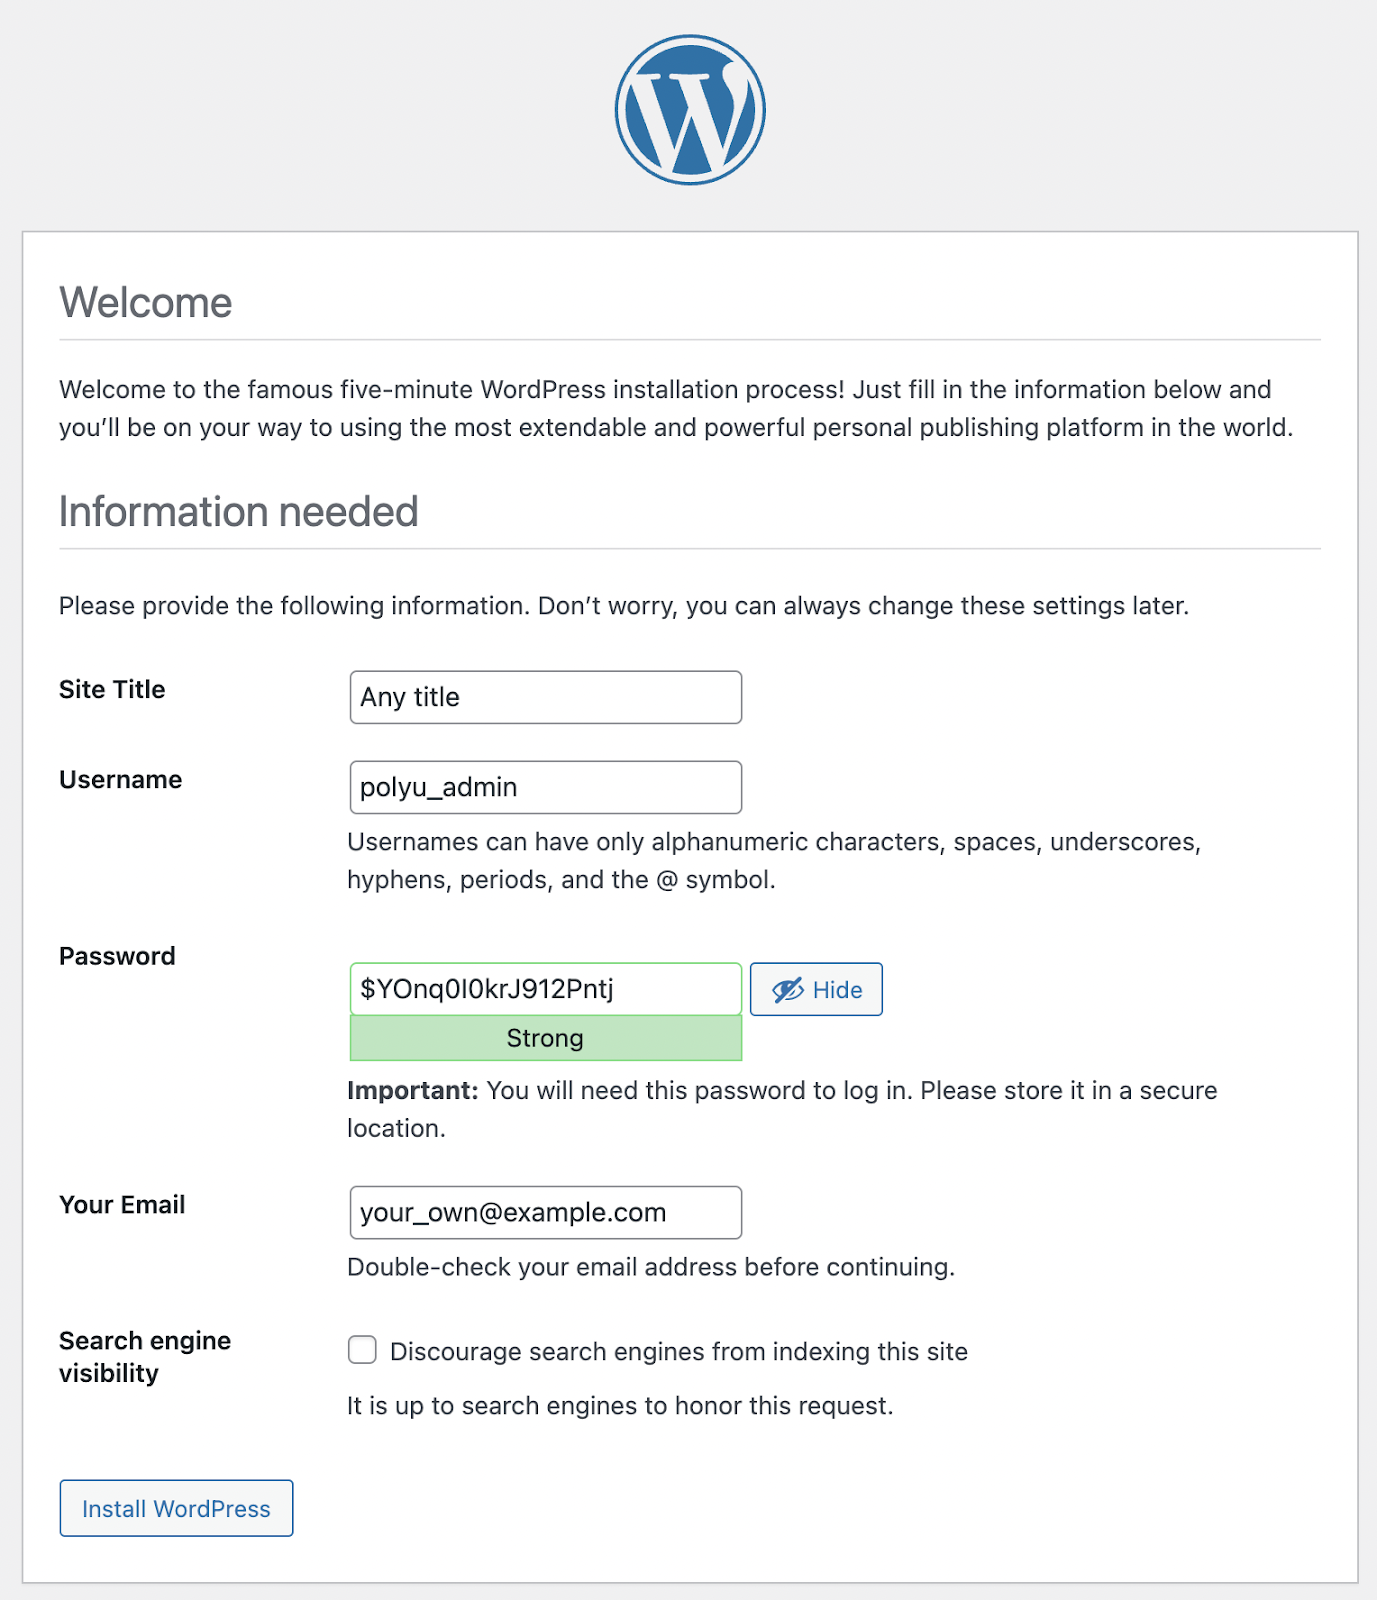 Welcome
Welcome to the famous five-minute WordPress installation process! Just fill in the information below and
you’ll be on your way to using the most extendable and powerful personal publishing platform in the world.
Information needed
Please provide the following information. Don’t worry, you can always change these settings later.
Site Title
Any title
Username
polyu_admin
Usernames can have only alphanumeric characters, spaces, underscores,
hyphens, periods, and the @ symbol.
Password
$YOnq0I0krJ912Pntj
Hide
Strong
Important: You will need this password to log in. Please store it in a secure
location.
Your Email
your_own@example.com
Double-check your email address before continuing.
Search engine
visibility
Discourage search engines from indexing this site
It is up to search engines to honor this request.
Install WordPress